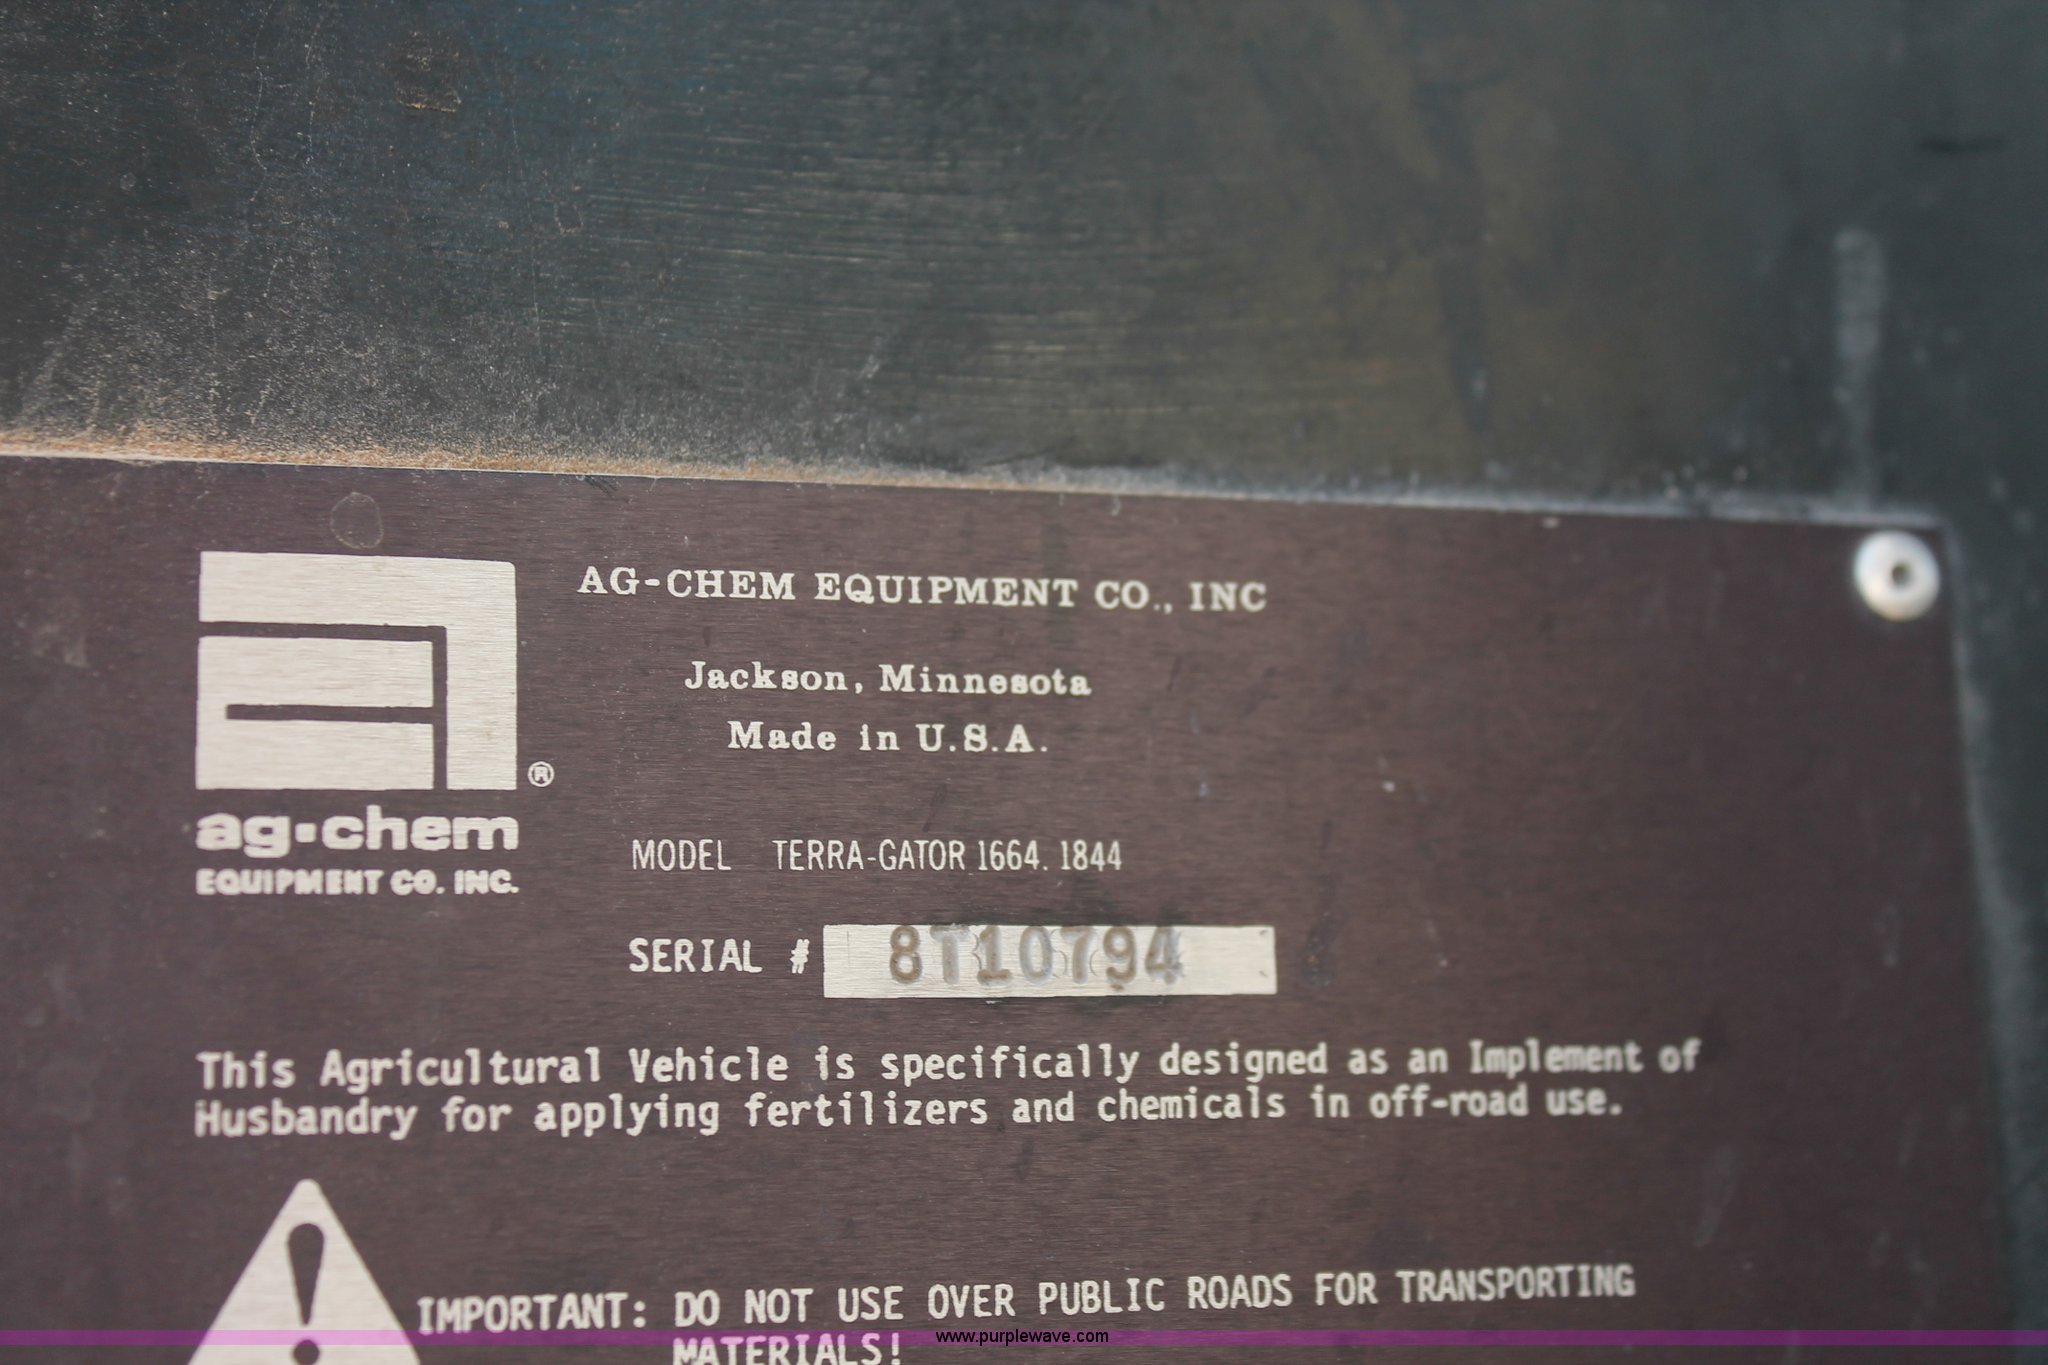 AG-CHEM EQUIPMENT CO., INC
Jackson, Minnesota
Made in U.S.A.
®
ag-chem
EQUIPMENT CO. INC.
MODEL TERRA-GATOR 1664. 1844
SERIAL # 8T10794
This Agricultural Vehicle is specifically designed as an Implement of
Husbandry for applying fertilizers and chemicals in off-road use.
IMPORTANT: DO NOT USE OVER PUBLIC ROADS FOR TRANSPORTING
MATERIALS!
www.purplewave.com